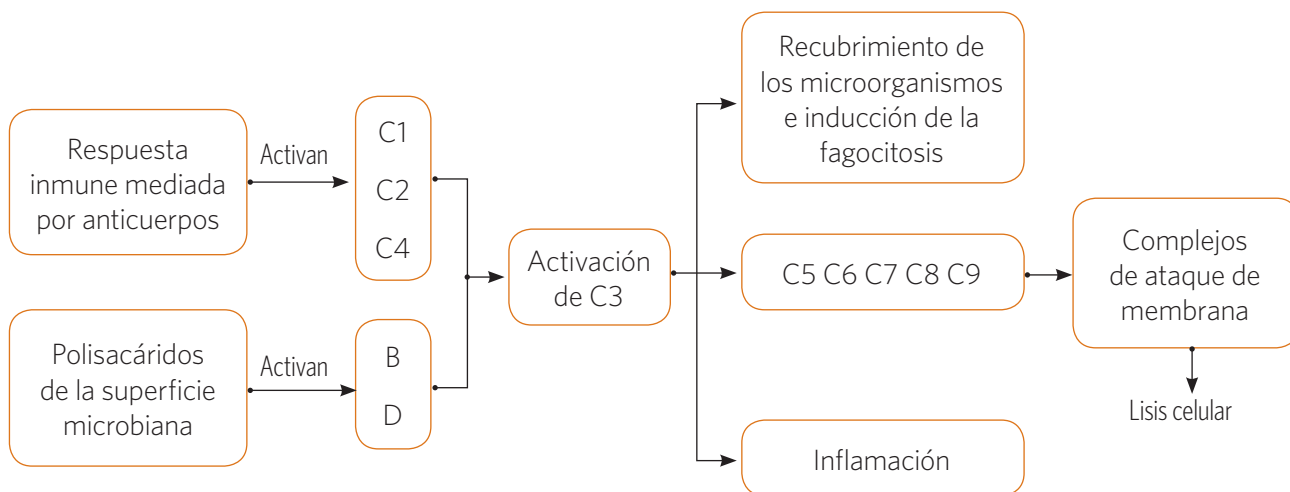 Respuesta
inmune mediada
por anticuerpos
Activan
C1
C2
C4
Polisacáridos
de la superficie
microbiana
Activan
B
D
Activación
de C3
Recubrimiento de
los microorganismos
e inducción de la
fagocitosis
C5 C6 C7 C8 C9
Complejos
de ataque de
membrana
Lisis celular
Inflamación